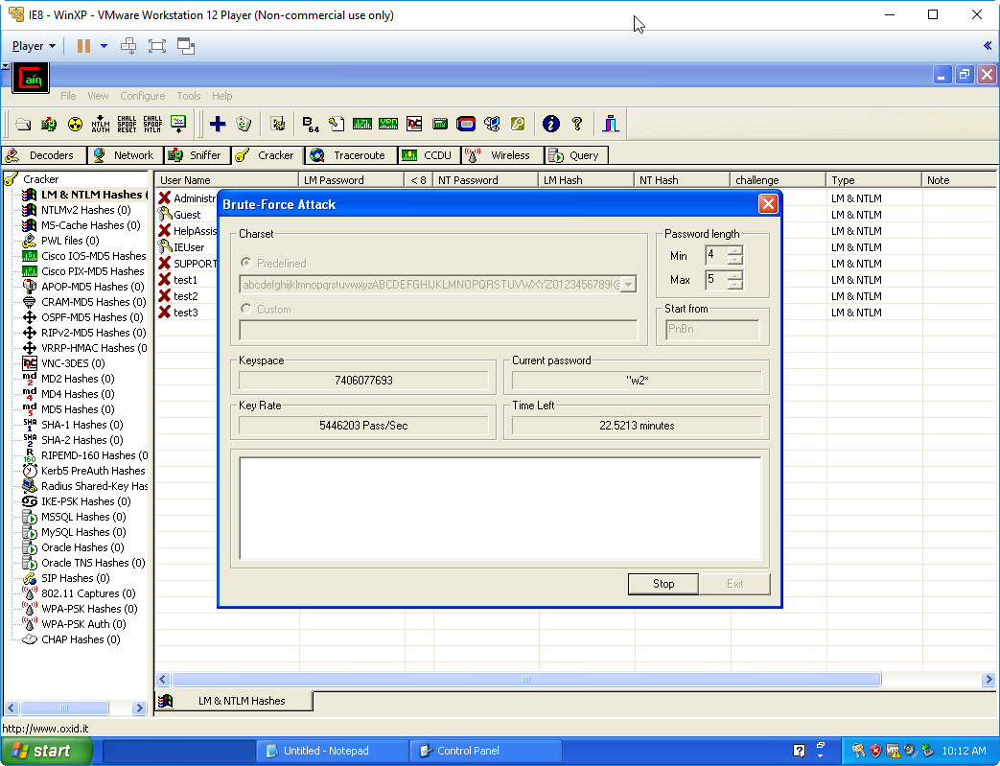 IE8 - WinXP - VMware Workstation 12 Player (Non-commercial use only)
Player
Cain
File View Configure Tools Help
NTLM AUTH CHALL SPOOF RESET CHALL SPOOF NTLM B64
Decoders Network Sniffer Cracker Traceroute CCDU Wireless Query
Cracker
LM & NTLM Hashes (
NTLMv2 Hashes (0)
MS-Cache Hashes (0)
PWL files (0)
Cisco IOS-MD5 Hashes
Cisco PIX-MD5 Hashes
APOP-MD5 Hashes (0)
CRAM-MD5 Hashes (0)
OSPF-MD5 Hashes (0)
RIPv2-MD5 Hashes (0)
VRRP-HMAC Hashes (0
VNC-3DES (0)
MD2 Hashes (0)
MD4 Hashes (0)
MD5 Hashes (0)
SHA-1 Hashes (0)
SHA-2 Hashes (0)
RIPEMD-160 Hashes (0
Kerb5 PreAuth Hashes
Radius Shared-Key Has
IKE-PSK Hashes (0)
MSSQL Hashes (0)
MySQL Hashes (0)
Oracle Hashes (0)
Oracle TNS Hashes (0)
SIP Hashes (0)
802.11 Captures (0)
WPA-PSK Hashes (0)
WPA-PSK Auth (0)
CHAP Hashes (0)
User Name LM Password < 8 NT Password LM Hash NT Hash challenge Type Note
Administr LM & NTLM
Guest LM & NTLM
HelpAssis LM & NTLM
IEUser LM & NTLM
SUPPORT LM & NTLM
test1 LM & NTLM
test2 LM & NTLM
test3 LM & NTLM
Brute-Force Attack
Charset
Predefined
abcdefghijklmnopqrstuvwxyzABCDEFGHIJKLMNOPQRSTUVWXYZ0123456789!@
Custom
Password length
Min 4
Max 5
Start from
PnBn
Keyspace
7406077693
Current password
"w2*
Key Rate
5446203 Pass/Sec
Time Left
22.5213 minutes
Stop Exit
LM & NTLM Hashes
http://www.oxid.it
start Untitled - Notepad Control Panel 10:12 AM